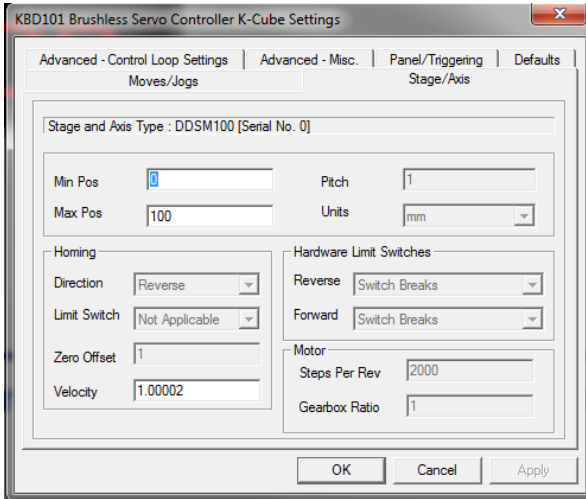 KBD101 Brushless Servo Controller K-Cube Settings
Advanced - Control Loop Settings Advanced - Misc. Panel/Triggering Defaults
Moves/Jogs Stage/Axis
Stage and Axis Type : DDSM100 [Serial No. 0]
Min Pos 0 Pitch 1
Max Pos 100 Units mm
Homing Hardware Limit Switches
Direction Reverse Reverse Switch Breaks
Limit Switch Not Applicable Forward Switch Breaks
Zero Offset 1 Motor
Steps Per Rev 2000
Velocity 1.00002
Gearbox Ratio 1
OK Cancel Apply